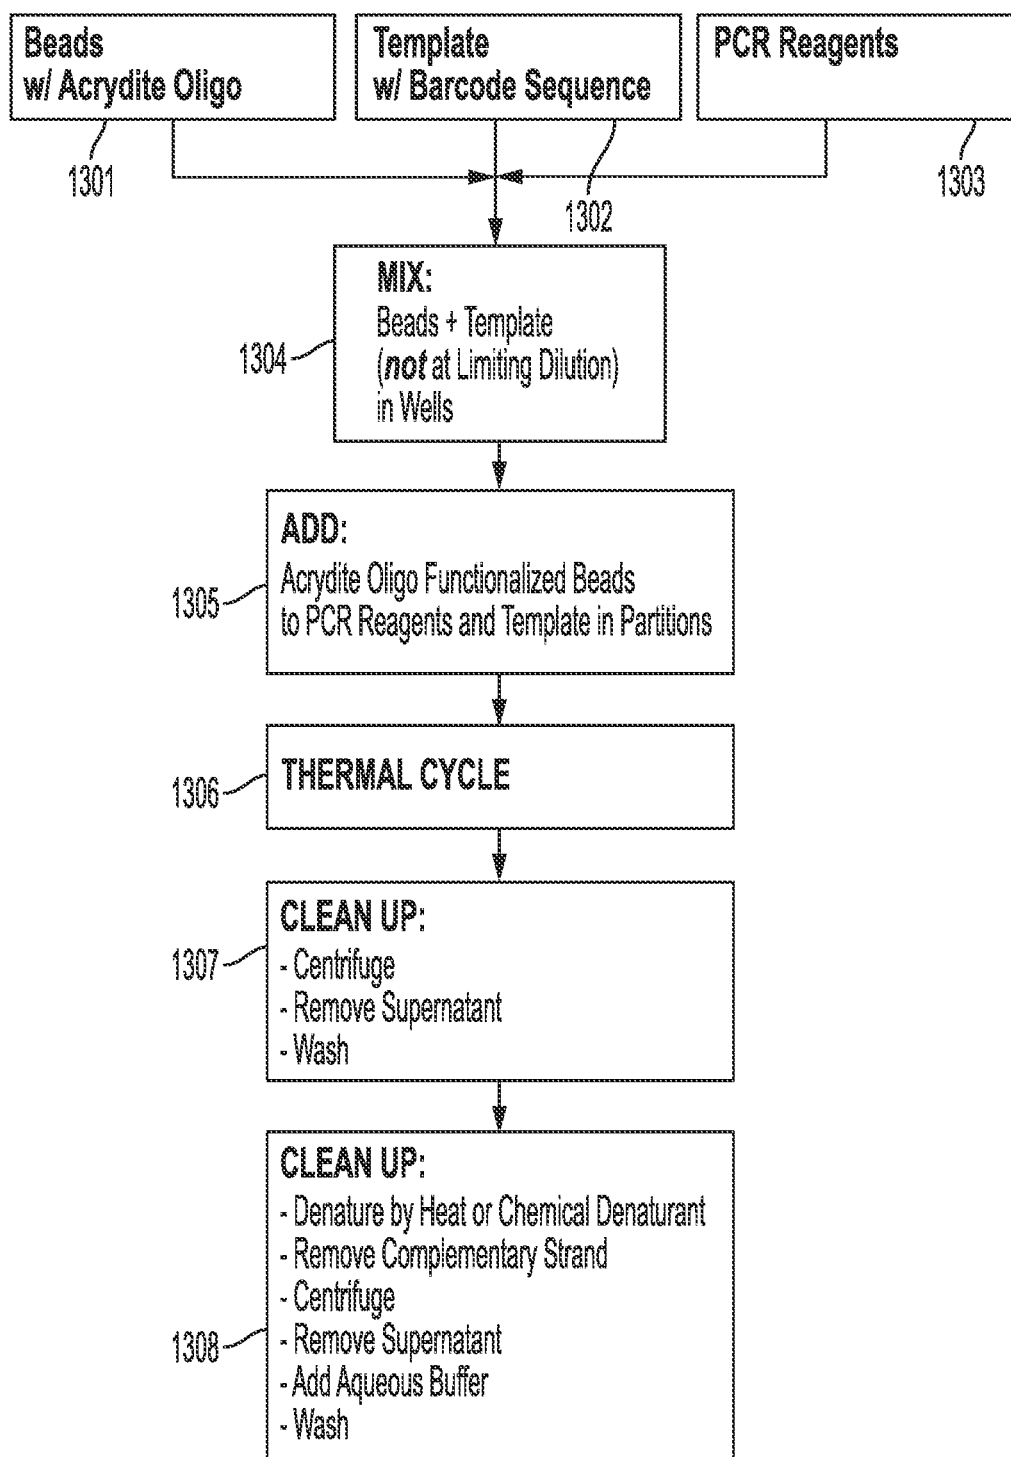 Beads
w/ Acrydite Oligo
Template
w/ Barcode Sequence
PCR Reagents
1301
1302
1303
MIX:
Beads + Template
(not at Limiting Dilution)
in Wells
1304
ADD:
Acrydite Oligo Functionalized Beads
to PCR Reagents and Template in Partitions
1305
THERMAL CYCLE
1306
CLEAN UP:
- Centrifuge
- Remove Supernatant
- Wash
1307
CLEAN UP:
- Denature by Heat or Chemical Denaturant
- Remove Complementary Strand
- Centrifuge
- Remove Supernatant
- Add Aqueous Buffer
- Wash
1308